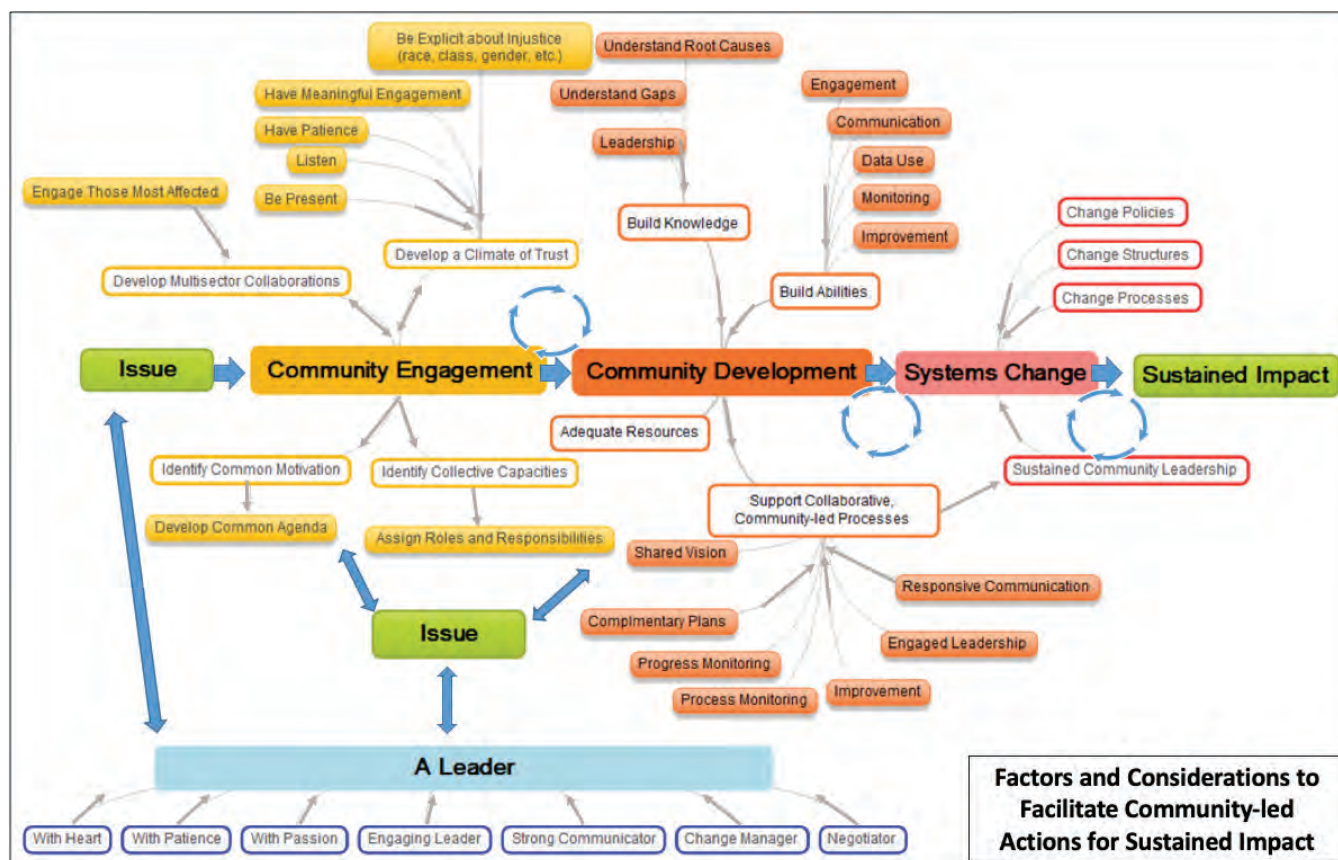 Be Explicit about Injustice
(race, class, gender, etc.)
Understand Root Causes
Have Meaningful Engagement
Understand Gaps
Engagement
Have Patience
Communication
Leadership
Listen
Data Use
Engage Those Most Affected
Be Present
Monitoring
Build Knowledge
Change Policies
Improvement
Develop a Climate of Trust
Change Structures
Develop Multisector Collaborations
Build Abilities
Change Processes
Issue
Community Engagement
Community Development
Systems Change
Sustained Impact
Adequate Resources
Identify Common Motivation
Identify Collective Capacities
Sustained Community Leadership
Support Collaborative,
Community-led Processes
Develop Common Agenda
Assign Roles and Responsibilities
Shared Vision
Responsive Communication
Complimentary Plans
Issue
Engaged Leadership
Progress Monitoring
Process Monitoring
Improvement
A Leader
With Heart
With Patience
With Passion
Engaging Leader
Strong Communicator
Change Manager
Negotiator
Factors and Considerations to
Facilitate Community-led
Actions for Sustained Impact